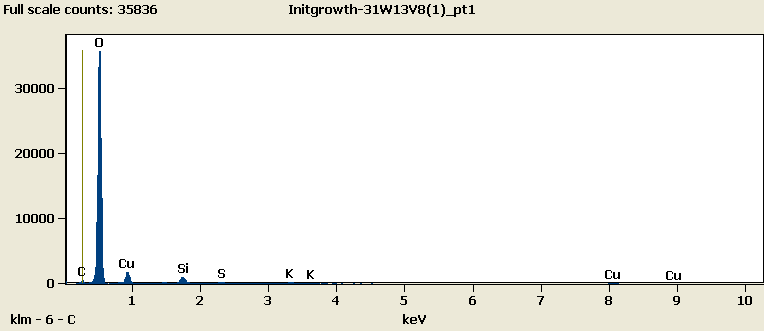 Full scale counts: 35836 Initgrowth-31W13V8(1)_pt1
O
30000
20000
10000
C Cu Si S K K Cu Cu
0
1 2 3 4 5 6 7 8 9 10
klm - 6 - C keV